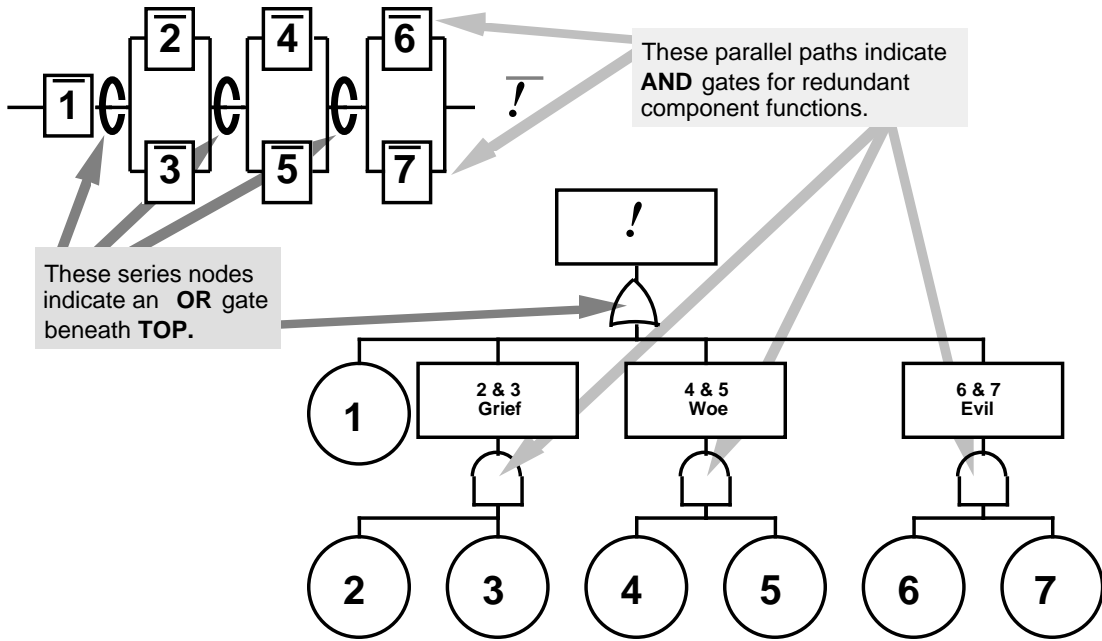 2
4
6
1
3
5
7
!
These parallel paths indicate
AND gates for redundant
component functions.
These series nodes
indicate an OR gate
beneath TOP.
!
1
2 & 3
Grief
4 & 5
Woe
6 & 7
Evil
2
3
4
5
6
7